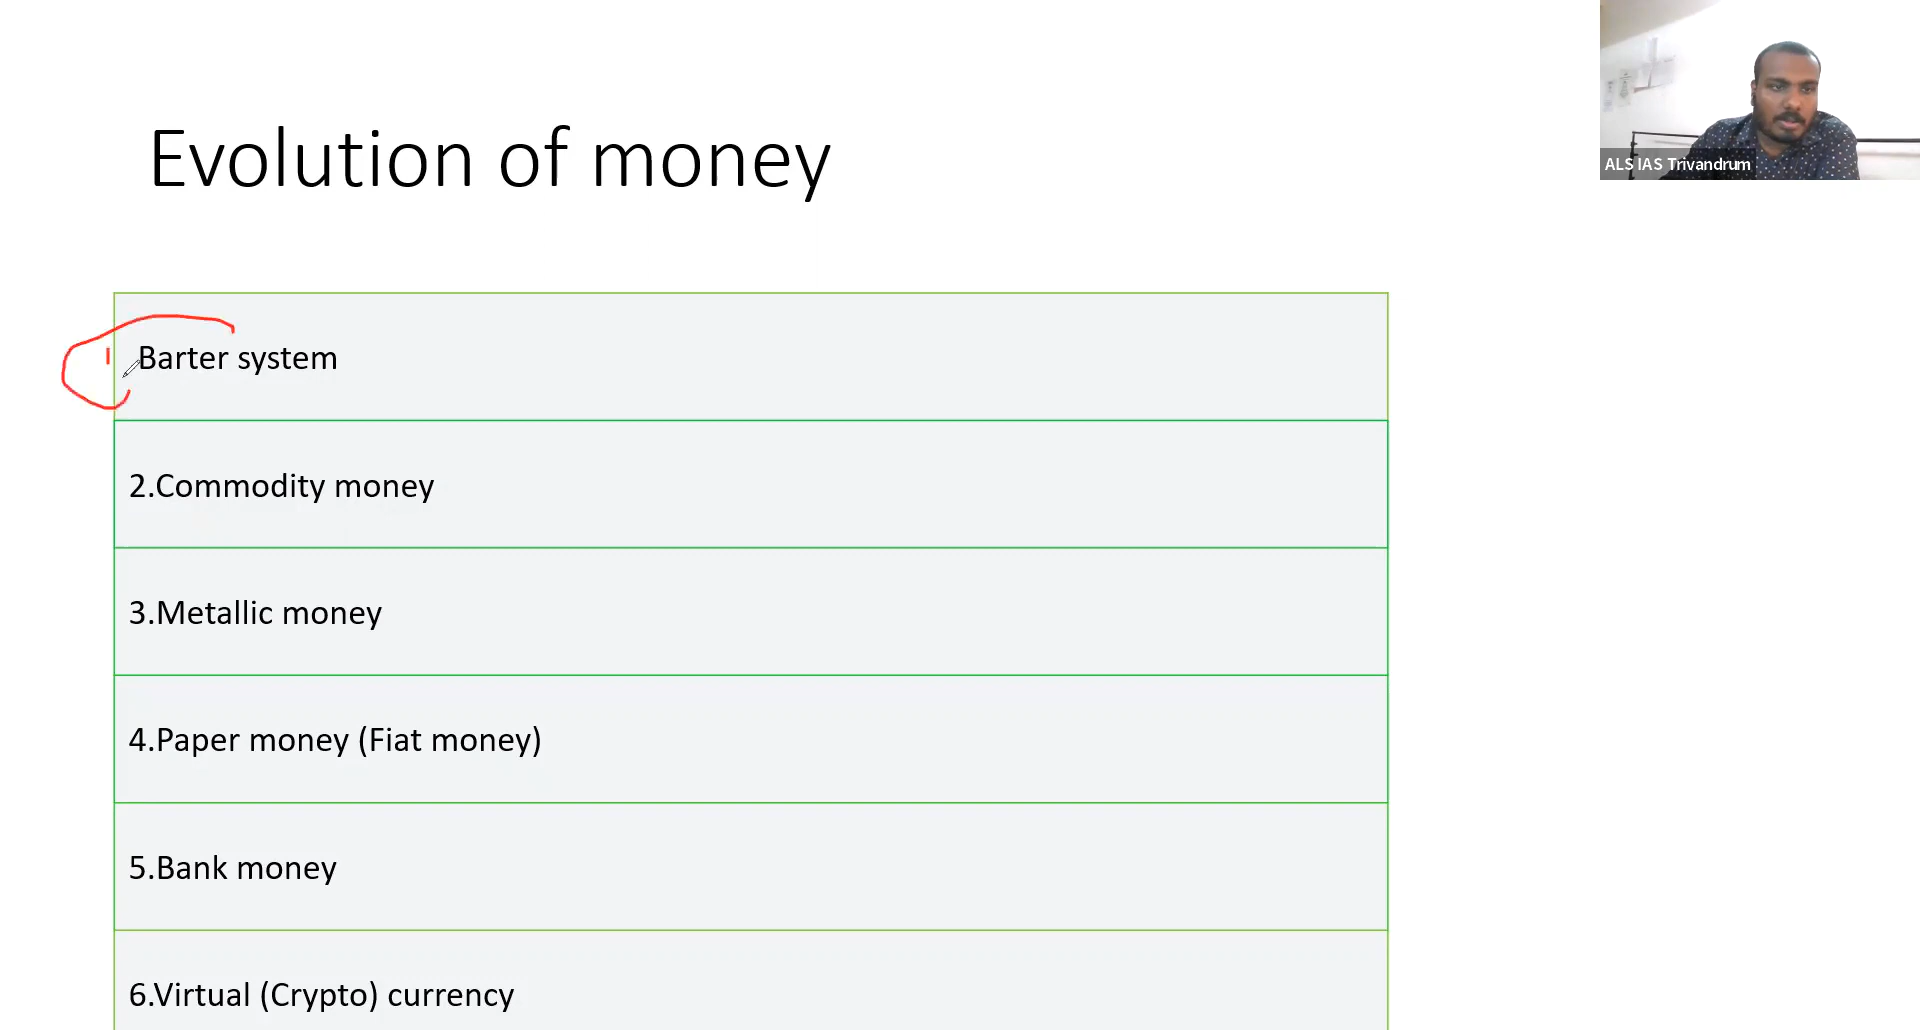 Evolution of money
ALS IAS Trivandrum
1 Barter system
2.Commodity money
3.Metallic money
4.Paper money (Fiat money)
5.Bank money
6.Virtual (Crypto) currency